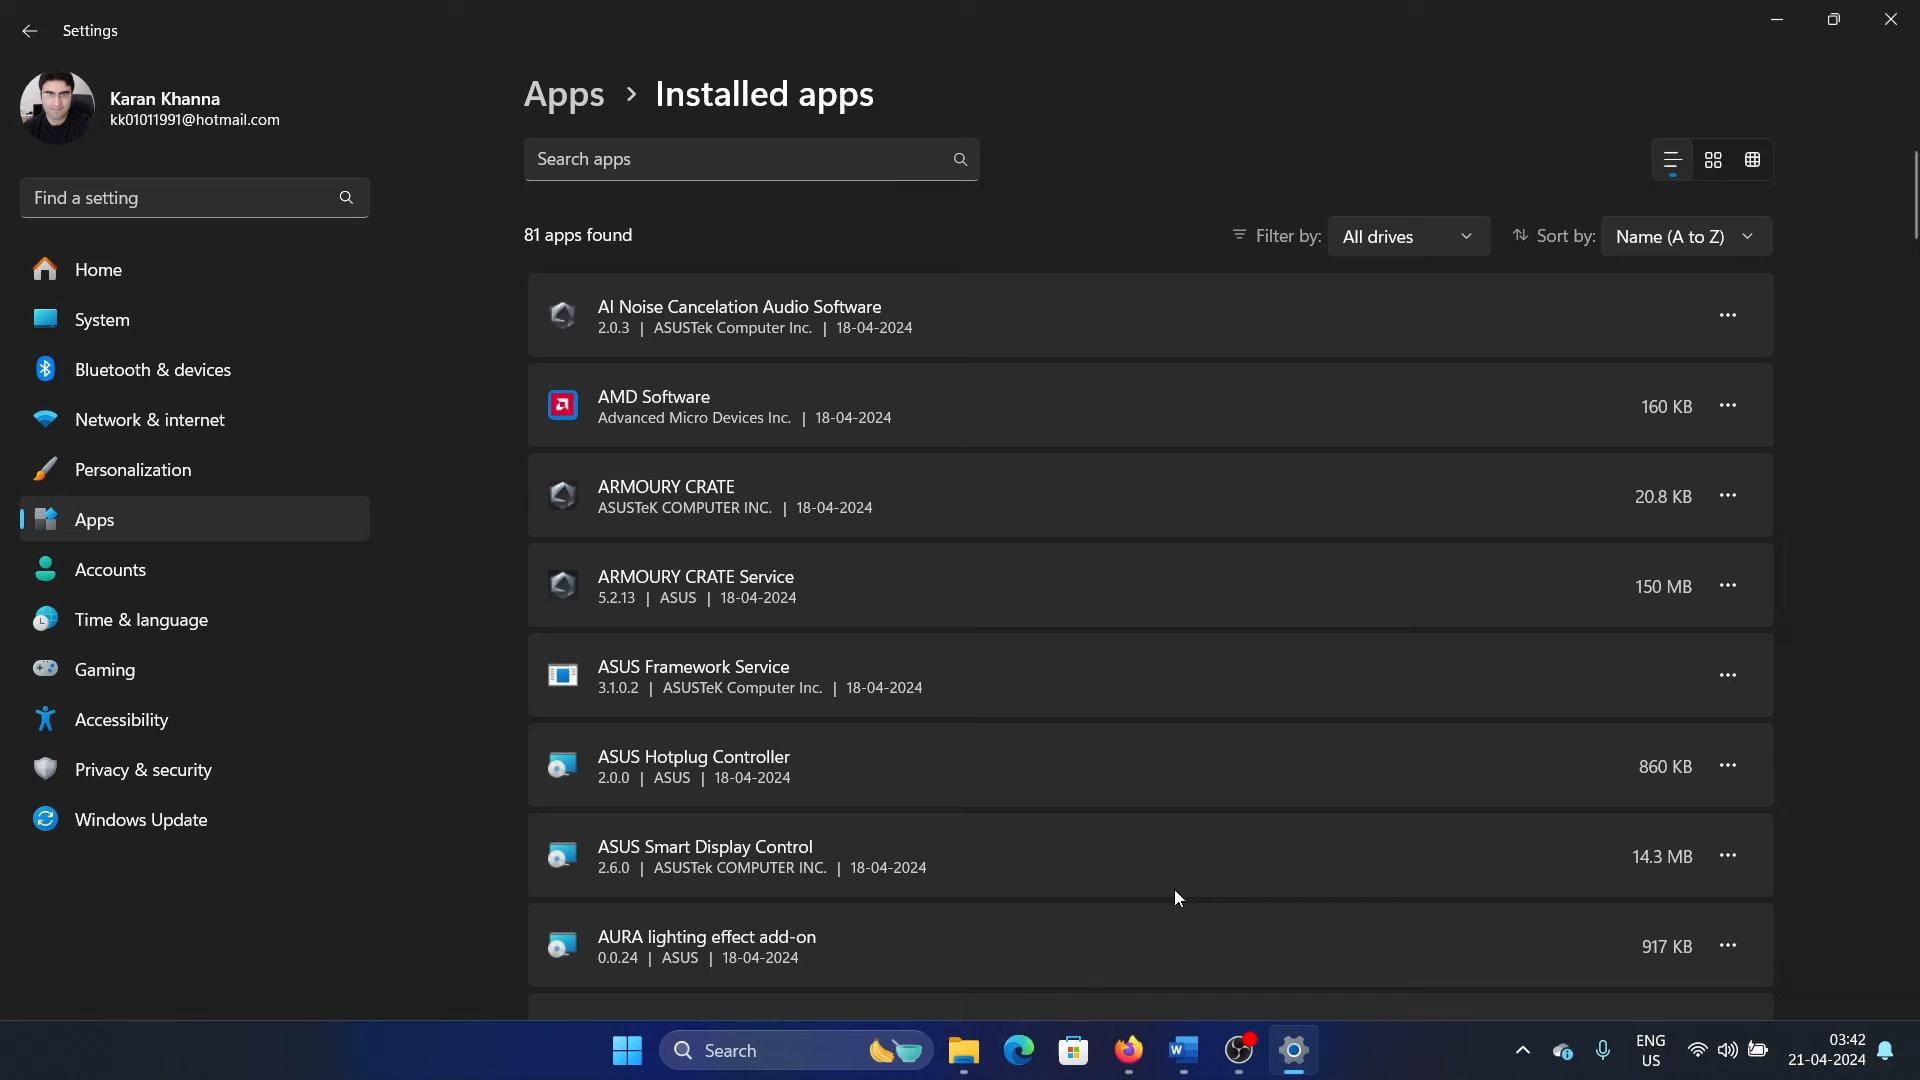 Settings
Karan Khanna
kk01011991@hotmail.com
Find a setting
Home
System
Bluetooth & devices
Network & internet
Personalization
Apps
Accounts
Time & language
Gaming
Accessibility
Privacy & security
Windows Update
Apps > Installed apps
Search apps
81 apps found
Filter by: All drives
Sort by: Name (A to Z)
AI Noise Cancelation Audio Software
2.0.3 | ASUSTek Computer Inc. | 18-04-2024
AMD Software
Advanced Micro Devices Inc. | 18-04-2024
160 KB
ARMOURY CRATE
ASUSTeK COMPUTER INC. | 18-04-2024
20.8 KB
ARMOURY CRATE Service
5.2.13 | ASUS | 18-04-2024
150 MB
ASUS Framework Service
3.1.0.2 | ASUSTeK Computer Inc. | 18-04-2024
ASUS Hotplug Controller
2.0.0 | ASUS | 18-04-2024
860 KB
ASUS Smart Display Control
2.6.0 | ASUSTek COMPUTER INC. | 18-04-2024
14.3 MB
AURA lighting effect add-on
0.0.24 | ASUS | 18-04-2024
917 KB
Search
ENG
US
03:42
21-04-2024